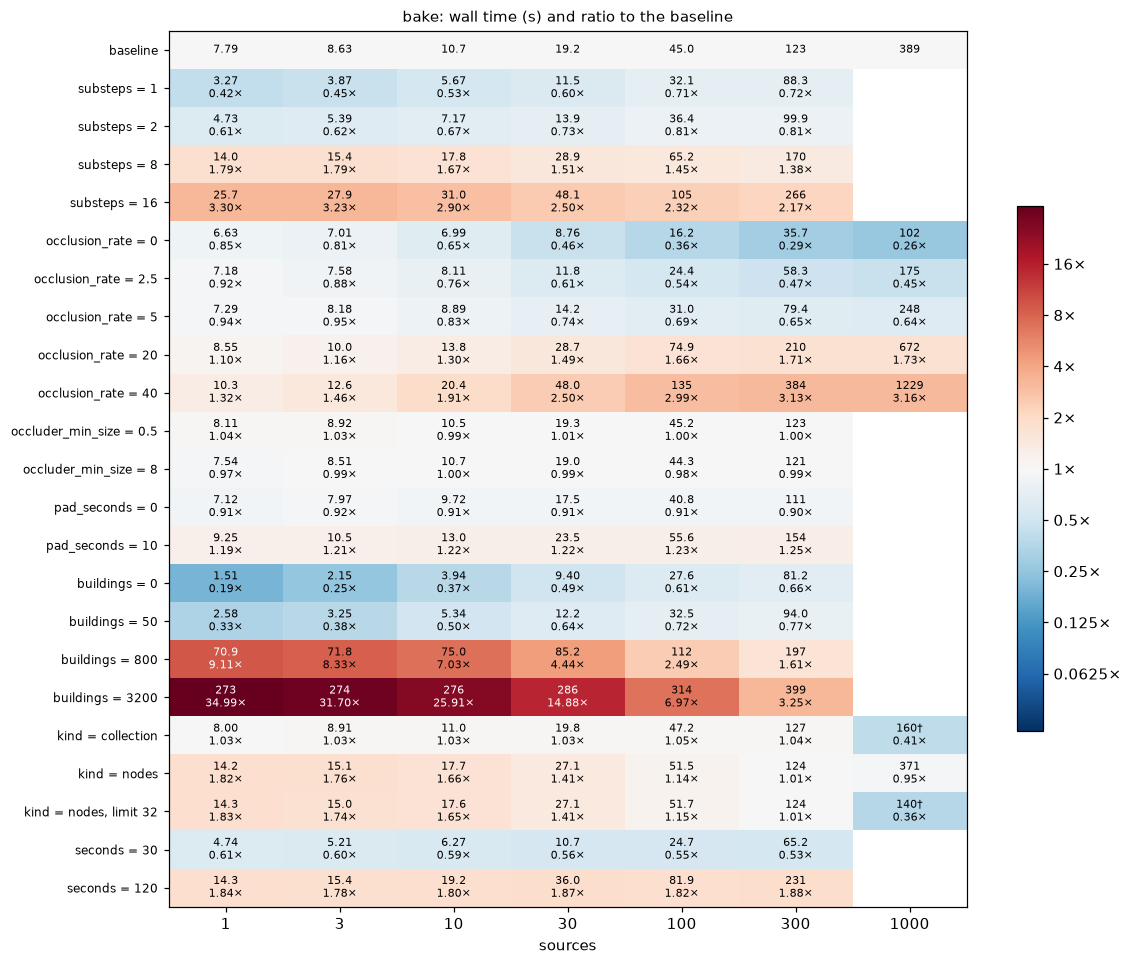 bake: wall time (s) and ratio to the baseline
baseline 7.79 8.63 10.7 19.2 45.0 123 389
substeps = 1 3.27 3.87 5.67 11.5 32.1 88.3
0.42× 0.45× 0.53× 0.60× 0.71× 0.72×
substeps = 2 4.73 5.39 7.17 13.9 36.4 99.9
0.61× 0.62× 0.67× 0.73× 0.81× 0.81×
substeps = 8 14.0 15.4 17.8 28.9 65.2 170
1.79× 1.79× 1.67× 1.51× 1.45× 1.38×
substeps = 16 25.7 27.9 31.0 48.1 105 266
3.30× 3.23× 2.90× 2.50× 2.32× 2.17×
occlusion_rate = 0 6.63 7.01 6.99 8.76 16.2 35.7 102
0.85× 0.81× 0.65× 0.46× 0.36× 0.29× 0.26×
occlusion_rate = 2.5 7.18 7.58 8.11 11.8 24.4 58.3 175
0.92× 0.88× 0.76× 0.61× 0.54× 0.47× 0.45×
occlusion_rate = 5 7.29 8.18 8.89 14.2 31.0 79.4 248
0.94× 0.95× 0.83× 0.74× 0.69× 0.65× 0.64×
occlusion_rate = 20 8.55 10.0 13.8 28.7 74.9 210 672
1.10× 1.16× 1.30× 1.49× 1.66× 1.71× 1.73×
occlusion_rate = 40 10.3 12.6 20.4 48.0 135 384 1229
1.32× 1.46× 1.91× 2.50× 2.99× 3.13× 3.16×
occluder_min_size = 0.5 8.11 8.92 10.5 19.3 45.2 123
1.04× 1.03× 0.99× 1.01× 1.00× 1.00×
occluder_min_size = 8 7.54 8.51 10.7 19.0 44.3 121
0.97× 0.99× 1.00× 0.99× 0.98× 0.99×
pad_seconds = 0 7.12 7.97 9.72 17.5 40.8 111
0.91× 0.92× 0.91× 0.91× 0.91× 0.90×
pad_seconds = 10 9.25 10.5 13.0 23.5 55.6 154
1.19× 1.21× 1.22× 1.22× 1.23× 1.25×
buildings = 0 1.51 2.15 3.94 9.40 27.6 81.2
0.19× 0.25× 0.37× 0.49× 0.61× 0.66×
buildings = 50 2.58 3.25 5.34 12.2 32.5 94.0
0.33× 0.38× 0.50× 0.64× 0.72× 0.77×
buildings = 800 70.9 71.8 75.0 85.2 112 197
9.11× 8.33× 7.03× 4.44× 2.49× 1.61×
buildings = 3200 273 274 276 286 314 399
34.99× 31.70× 25.91× 14.88× 6.97× 3.25×
kind = collection 8.00 8.91 11.0 19.8 47.2 127 160†
1.03× 1.03× 1.03× 1.03× 1.05× 1.04× 0.41×
kind = nodes 14.2 15.1 17.7 27.1 51.5 124 371
1.82× 1.76× 1.66× 1.41× 1.14× 1.01× 0.95×
kind = nodes, limit 32 14.3 15.0 17.6 27.1 51.7 124 140†
1.83× 1.74× 1.65× 1.41× 1.15× 1.01× 0.36×
seconds = 30 4.74 5.21 6.27 10.7 24.7 65.2
0.61× 0.60× 0.59× 0.56× 0.55× 0.53×
seconds = 120 14.3 15.4 19.2 36.0 81.9 231
1.84× 1.78× 1.80× 1.87× 1.82× 1.88×
1 3 10 30 100 300 1000
sources
16×
8×
4×
2×
1×
0.5×
0.25×
0.125×
0.0625×